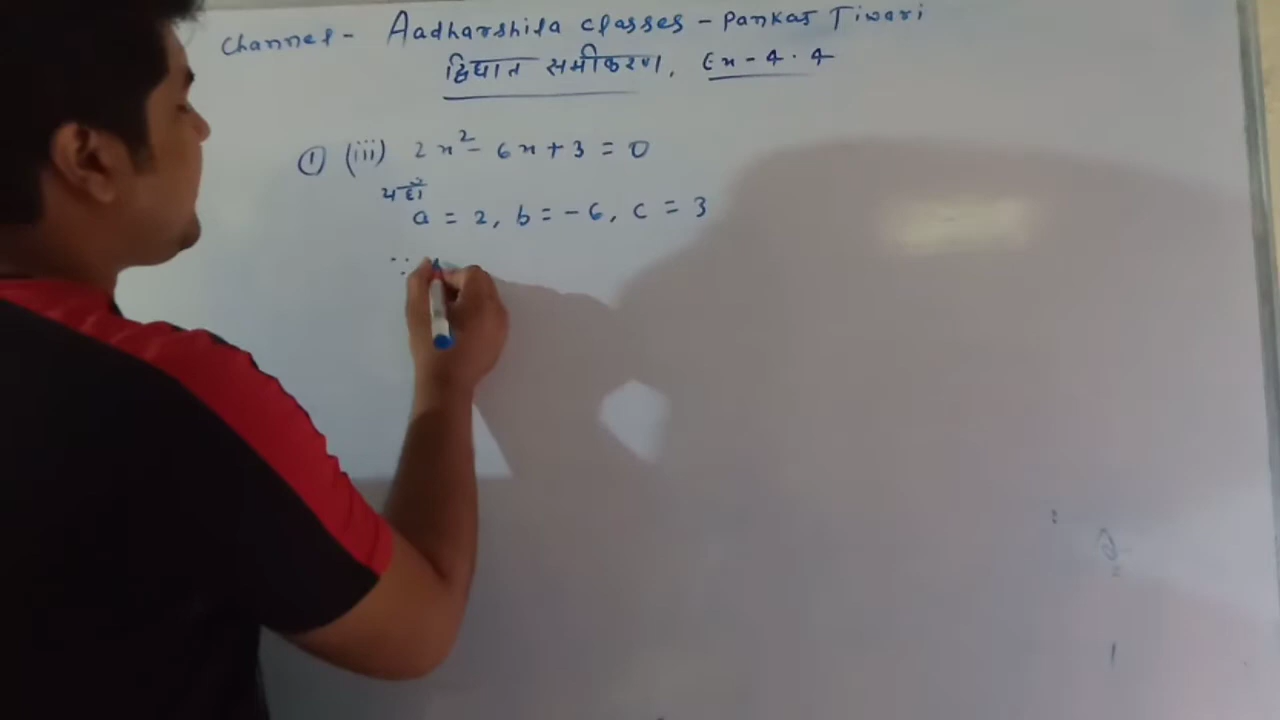 Channel - Aadharshila classes - Pankaj Tiwari
द्विघात समीकरण, Ex - 4.4
① (iii) 2x² - 6x + 3 = 0
यहाँ
a = 2, b = -6, c = 3
∵